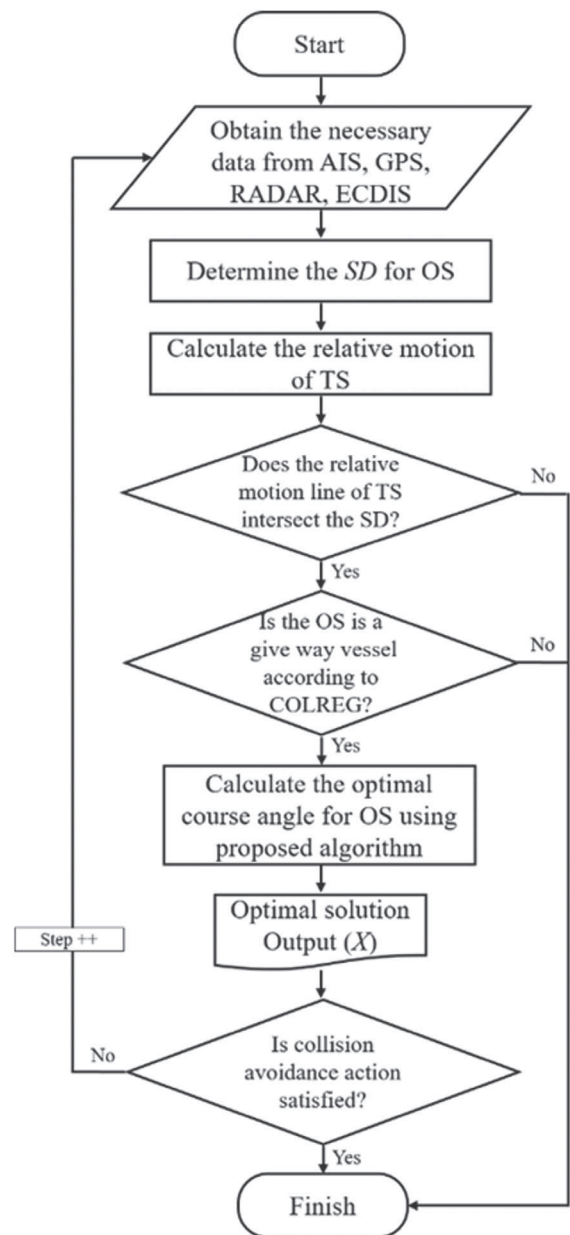 Start
Obtain the necessary
data from AIS, GPS,
RADAR, ECDIS
Determine the SD for OS
Calculate the relative motion
of TS
Does the relative
motion line of TS
intersect the SD?
No
Yes
Is the OS is a
give way vessel
according to
COLREG?
No
Yes
Calculate the optimal
course angle for OS using
proposed algorithm
Optimal solution
Output (X)
Step ++
Is collision
avoidance action
satisfied?
No
Yes
Finish